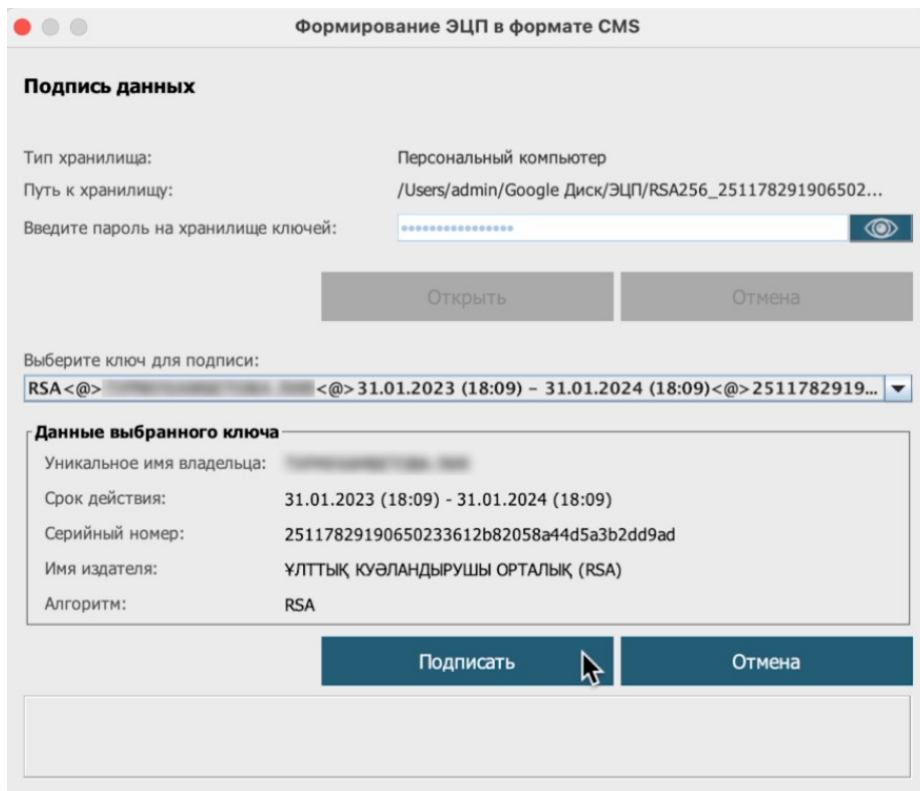 Формирование ЭЦП в формате CMS
Подпись данных
Тип хранилища: Персональный компьютер
Путь к хранилищу: /Users/admin/Google Диск/ЭЦП/RSA256_251178291906502...
Введите пароль на хранилище ключей: ••••••••••••••••
Открыть Отмена
Выберите ключ для подписи:
RSA<@> <@>31.01.2023 (18:09) - 31.01.2024 (18:09)<@>2511782919...
Данные выбранного ключа
Уникальное имя владельца:
Срок действия: 31.01.2023 (18:09) - 31.01.2024 (18:09)
Серийный номер: 25117829190650233612b82058a44d5a3b2dd9ad
Имя издателя: ҰЛТТЫҚ КУӘЛАНДЫРУШЫ ОРТАЛЫҚ (RSA)
Алгоритм: RSA
Подписать Отмена